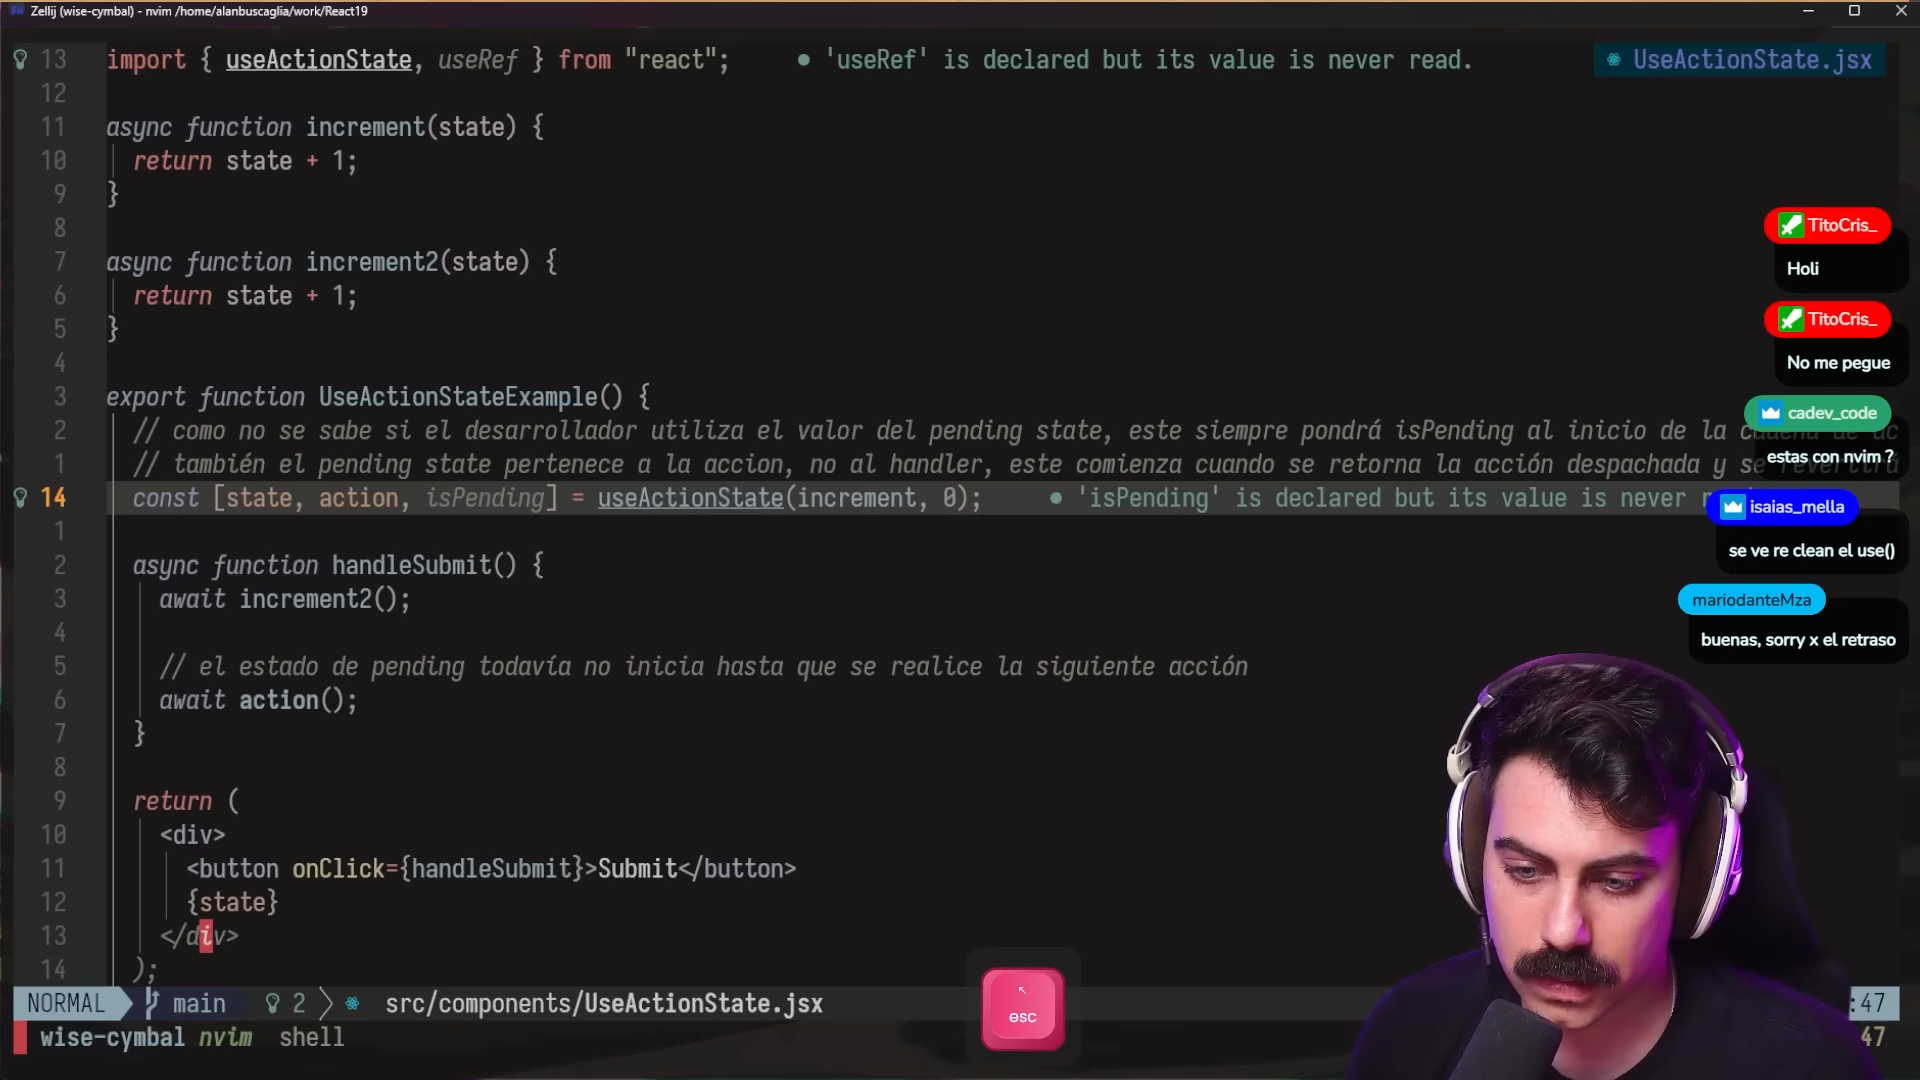 Zellij (wise-cymbal) - nvim /home/alanbuscaglia/work/React19
13 import { useActionState, useRef } from "react"; ● 'useRef' is declared but its value is never read.
UseActionState.jsx
12
11 async function increment(state) {
10 return state + 1;
9 }
8
7 async function increment2(state) {
6 return state + 1;
5 }
4
3 export function UseActionStateExample() {
2 // como no se sabe si el desarrollador utiliza el valor del pending state, este siempre pondrá isPending al inicio de la cadena de ac
1 // también el pending state pertenece a la accion, no al handler, este comienza cuando se retorna la acción despachada y se revertirá
14 const [state, action, isPending] = useActionState(increment, 0); ● 'isPending' is declared but its value is never
1
2 async function handleSubmit() {
3 await increment2();
4
5 // el estado de pending todavía no inicia hasta que se realice la siguiente acción
6 await action();
7 }
8
9 return (
10 <div>
11 <button onClick={handleSubmit}>Submit</button>
12 {state}
13 </div>
14 );
TitoCris_
Holi
TitoCris_
No me pegue
cadev_code
estas con nvim ?
isaias_mella
se ve re clean el use()
mariodanteMza
buenas, sorry x el retraso
esc
NORMAL main 2 src/components/UseActionState.jsx :47
wise-cymbal nvim shell 47